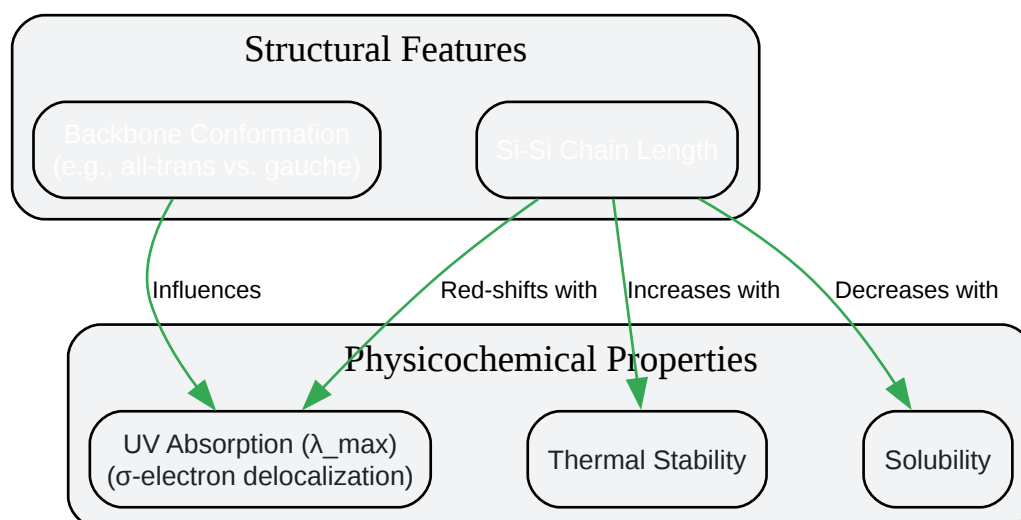 Structural Features
Backbone Conformation
(e.g., all-trans vs. gauche)
Si-Si Chain Length
Influences
Red-shifts with
Increases with
Decreases with
Physicochemical Properties
UV Absorption (λ_max)
(σ-electron delocalization)
Thermal Stability
Solubility